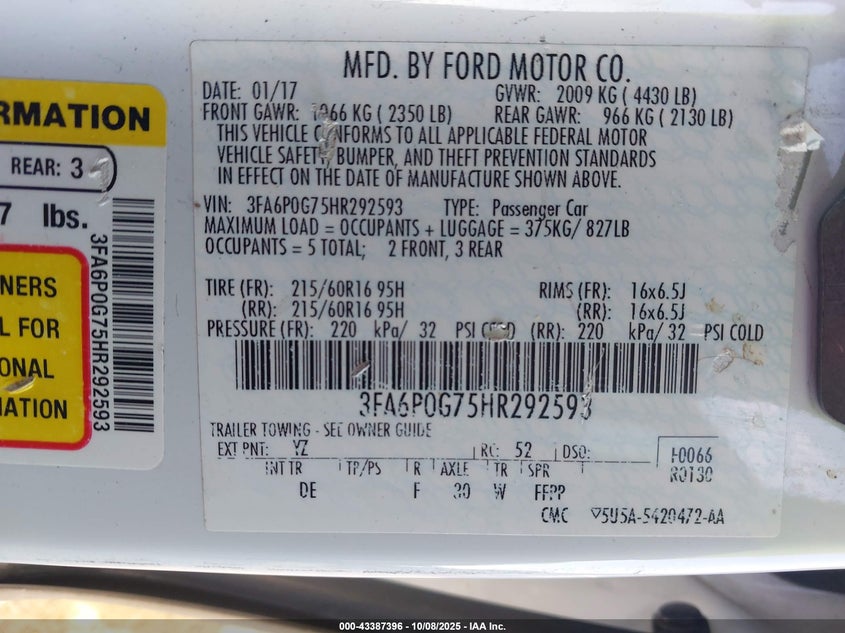 RMATION
REAR: 3
7 lbs.
NERS
L FOR
ONAL
MATION
3FA6P0G75HR292593
MFD. BY FORD MOTOR CO.
DATE: 01/17 GVWR: 2009 KG ( 4430 LB)
FRONT GAWR: 1066 KG ( 2350 LB) REAR GAWR: 966 KG ( 2130 LB)
THIS VEHICLE CONFORMS TO ALL APPLICABLE FEDERAL MOTOR
VEHICLE SAFETY, BUMPER, AND THEFT PREVENTION STANDARDS
IN EFFECT ON THE DATE OF MANUFACTURE SHOWN ABOVE.
VIN: 3FA6P0G75HR292593 TYPE: Passenger Car
MAXIMUM LOAD = OCCUPANTS + LUGGAGE = 375KG/ 827LB
OCCUPANTS = 5 TOTAL; 2 FRONT, 3 REAR
TIRE (FR): 215/60R16 95H RIMS (FR): 16x6.5J
(RR): 215/60R16 95H (RR): 16x6.5J
PRESSURE (FR): 220 kPa/ 32 PSI COLD (RR): 220 kPa/ 32 PSI COLD
3FA6P0G75HR292593
TRAILER TOWING - SEE OWNER GUIDE
EXT PNT: YZ RC: 52 DSO:
INT TR TP/PS R AXLE TR SPR
DE F 30 W FFPP
CMC 5U5A-5420472-AA
000-43387396 - 10/08/2025 - IAA Inc.